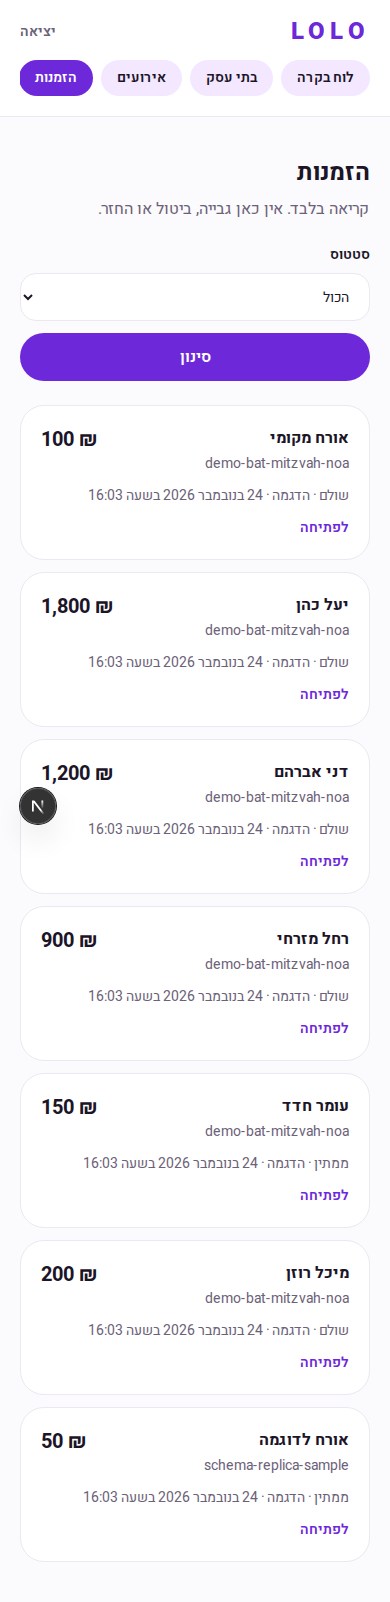 LOLO
יציאה
לוח בקרה
בתי עסק
אירועים
הזמנות
הזמנות
קריאה בלבד. אין כאן גבייה, ביטול או החזר.
סטטוס
הכול
סינון
אורח מקומי
100 ₪
demo-bat-mitzvah-noa
שולם · הדגמה · 24 בנובמבר 2026 בשעה 16:03
לפתיחה
יעל כהן
1,800 ₪
demo-bat-mitzvah-noa
שולם · הדגמה · 24 בנובמבר 2026 בשעה 16:03
לפתיחה
דני אברהם
1,200 ₪
demo-bat-mitzvah-noa
שולם · הדגמה · 24 בנובמבר 2026 בשעה 16:03
לפתיחה
רחל מזרחי
900 ₪
demo-bat-mitzvah-noa
שולם · הדגמה · 24 בנובמבר 2026 בשעה 16:03
לפתיחה
עומר חדד
150 ₪
demo-bat-mitzvah-noa
ממתין · הדגמה · 24 בנובמבר 2026 בשעה 16:03
לפתיחה
מיכל רוזן
200 ₪
demo-bat-mitzvah-noa
שולם · הדגמה · 24 בנובמבר 2026 בשעה 16:03
לפתיחה
אורח לדוגמה
50 ₪
schema-replica-sample
ממתין · הדגמה · 24 בנובמבר 2026 בשעה 16:03
לפתיחה